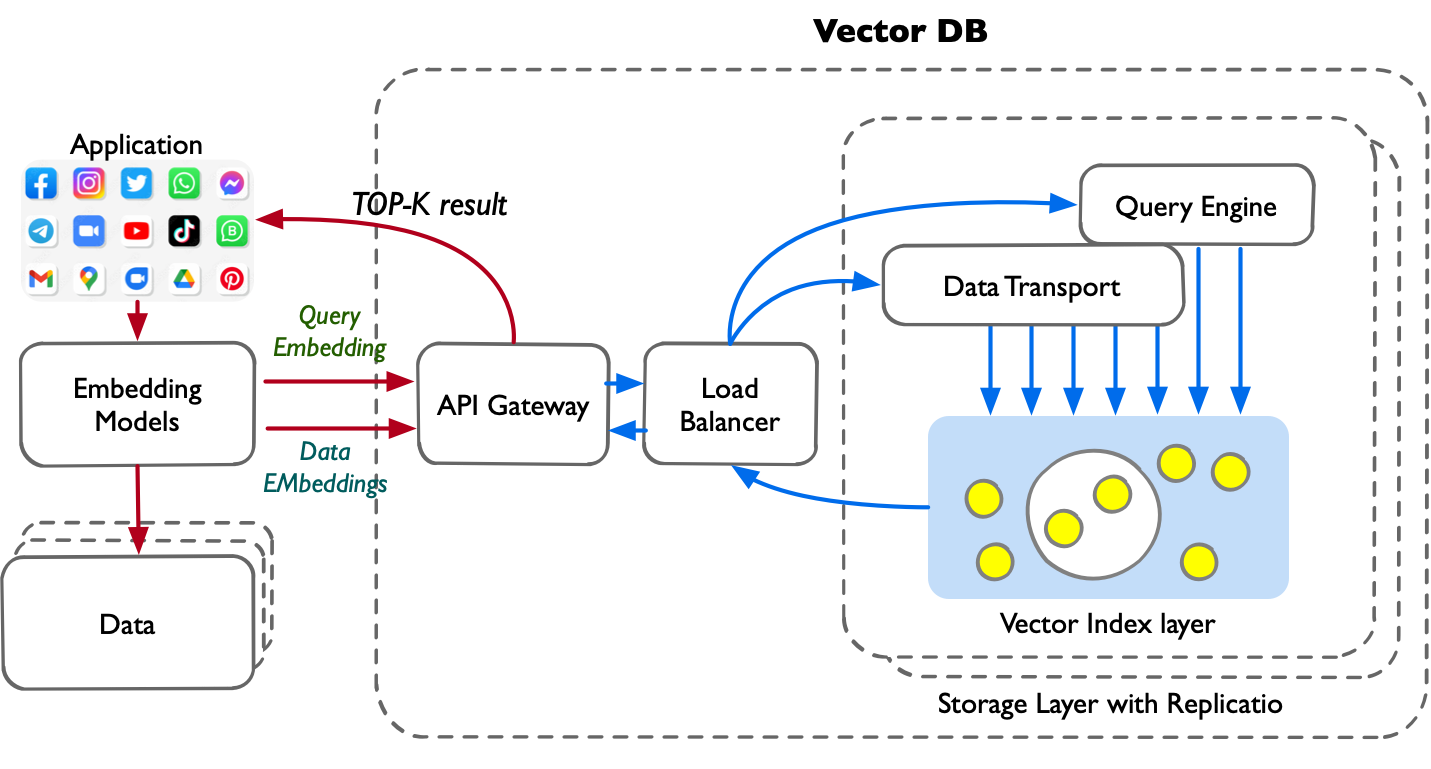 Vector DB
Application
TOP-K result
Query Engine
Data Transport
Query
Embedding
Embedding
Models
API Gateway
Load
Balancer
Data
EMbeddings
Data
Vector Index layer
Storage Layer with Replicatio